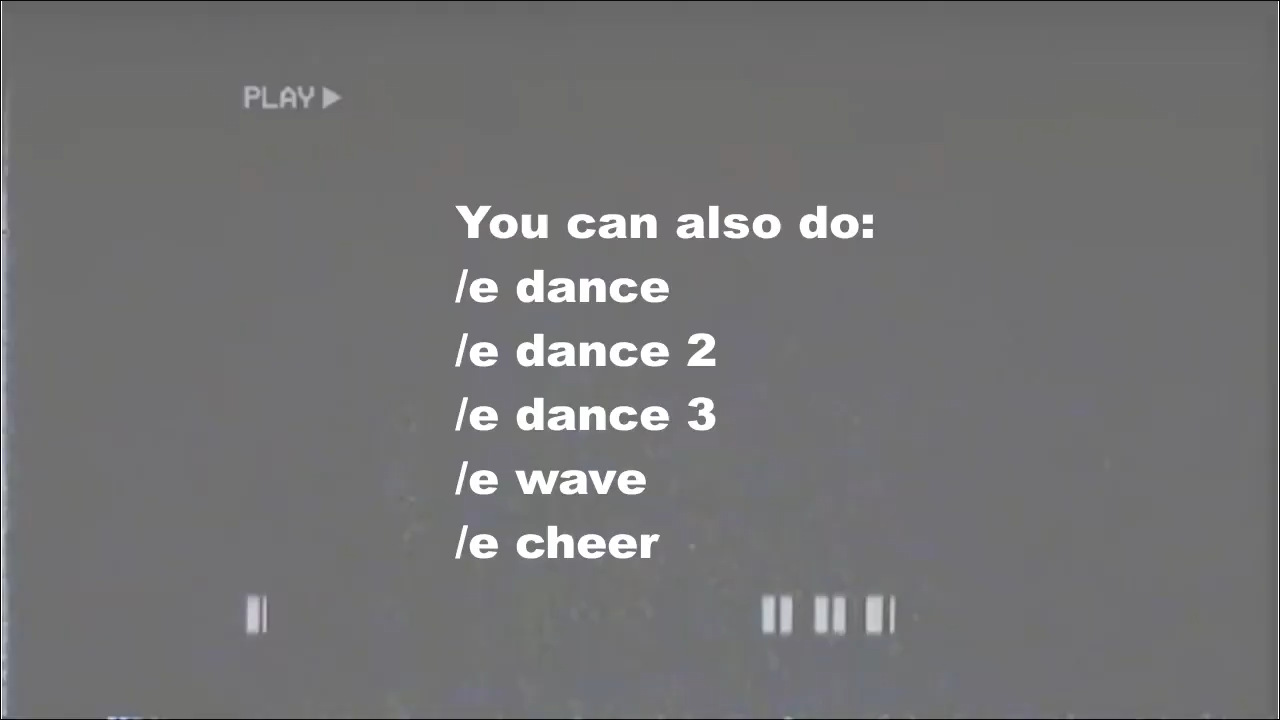 PLAY
You can also do:
/e dance
/e dance 2
/e dance 3
/e wave
/e cheer